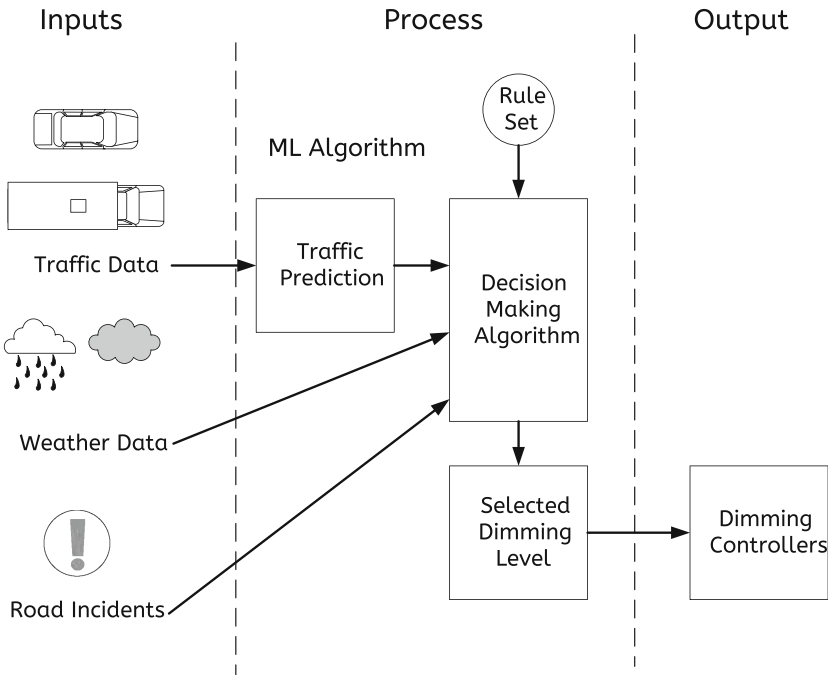 Inputs
Process
Output
Rule
Set
ML Algorithm
Traffic Data
Traffic
Prediction
Decision
Making
Algorithm
Weather Data
Selected
Dimming
Level
Dimming
Controllers
Road Incidents